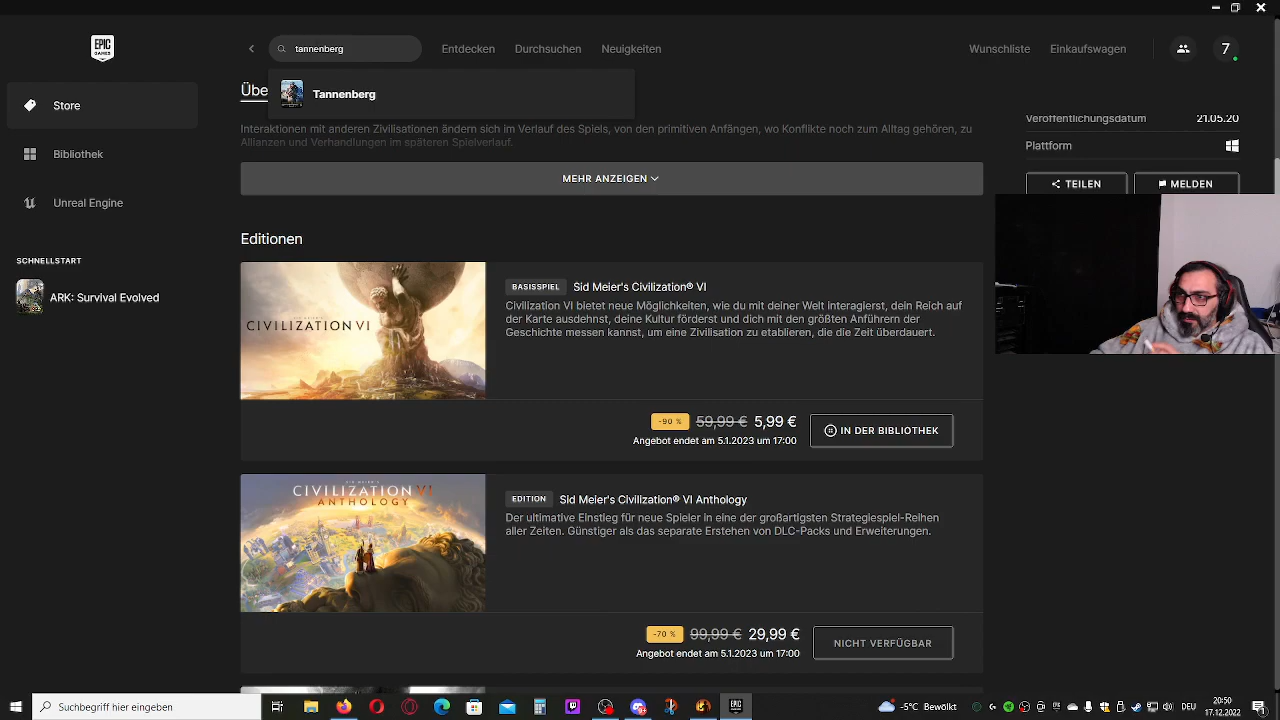 EPIC
GAMES
tannenberg
Entdecken
Durchsuchen
Neuigkeiten
Wunschliste
Einkaufswagen
7
Store
Bibliothek
Unreal Engine
SCHNELLSTART
ARK: Survival Evolved
Übe
Tannenberg
Interaktionen mit anderen Zivilisationen ändern sich im Verlauf des Spiels, von den primitiven Anfängen, wo Konflikte noch zum Alltag gehören, zu
Allianzen und Verhandlungen im späteren Spielverlauf.
MEHR ANZEIGEN
Veröffentlichungsdatum
21.05.20
Plattform
TEILEN
MELDEN
Editionen
SID MEIER'S
CIVILIZATION VI
BASISSPIEL
Sid Meier's Civilization® VI
Civilization VI bietet neue Möglichkeiten, wie du mit deiner Welt interagierst, dein Reich auf
der Karte ausdehnst, deine Kultur förderst und dich mit den größten Anführern der
Geschichte messen kannst, um eine Zivilisation zu etablieren, die die Zeit überdauert.
-90 %
59,99 €
5,99 €
Angebot endet am 5.1.2023 um 17:00
IN DER BIBLIOTHEK
SID MEIER'S
CIVILIZATION VI
ANTHOLOGY
EDITION
Sid Meier's Civilization® VI Anthology
Der ultimative Einstieg für neue Spieler in eine der großartigsten Strategiespiel-Reihen
aller Zeiten. Günstiger als das separate Erstehen von DLC-Packs und Erweiterungen.
-70 %
99,99 €
29,99 €
Angebot endet am 5.1.2023 um 17:00
NICHT VERFÜGBAR
Suchbegriff hier eingeben
-5°C Bewölkt
20:50
17.12.2022